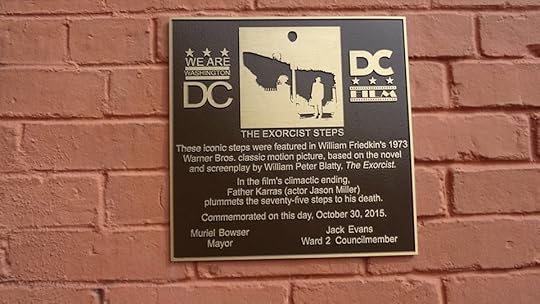 WE ARE
WASHINGTON
DC
DC
FILM
THE EXORCIST STEPS
These iconic steps were featured in William Friedkin's 1973
Warner Bros. classic motion picture, based on the novel
and screenplay by William Peter Blatty, The Exorcist.
In the film's climactic ending,
Father Karras (actor Jason Miller)
plummets the seventy-five steps to his death.
Commemorated on this day, October 30, 2015.
Muriel Bowser
Mayor
Jack Evans
Ward 2 Councilmember